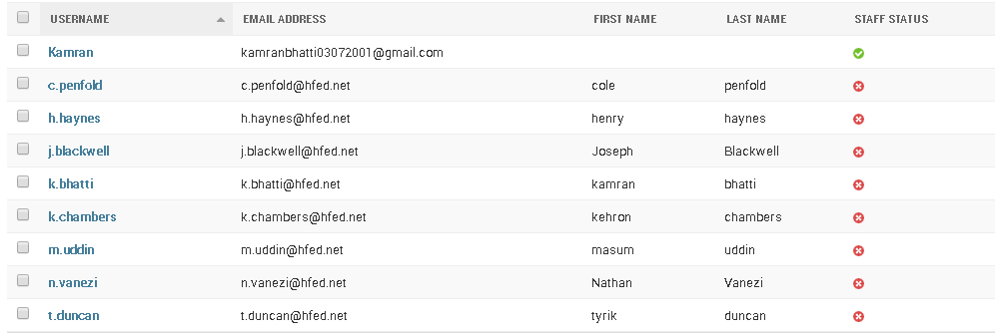 USERNAME EMAIL ADDRESS FIRST NAME LAST NAME STAFF STATUS
Kamran kamranbhatti03072001@gmail.com
c.penfold c.penfold@hfed.net cole penfold
h.haynes h.haynes@hfed.net henry haynes
j.blackwell j.blackwell@hfed.net Joseph Blackwell
k.bhatti k.bhatti@hfed.net kamran bhatti
k.chambers k.chambers@hfed.net kehron chambers
m.uddin m.uddin@hfed.net masum uddin
n.vanezi n.vanezi@hfed.net Nathan Vanezi
t.duncan t.duncan@hfed.net tyrik duncan